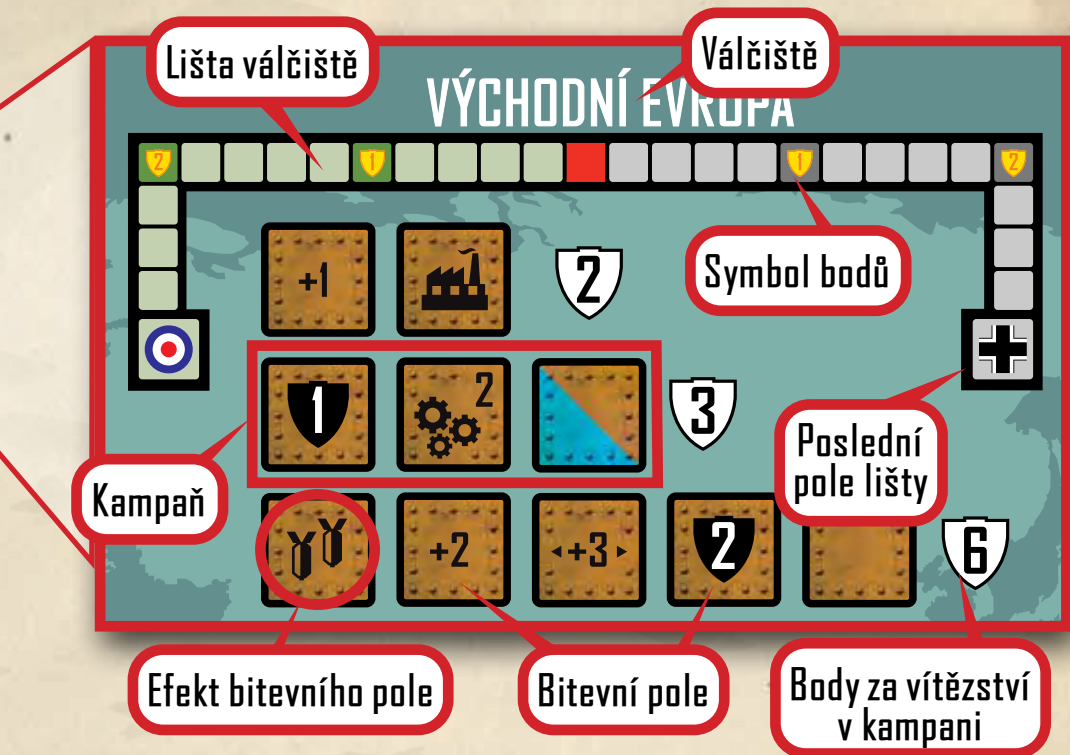 Lišta válčiště
Válčiště
VÝCHODNÍ EVROPA
2 1 1 2
+1 2
Symbol bodů
1 2 3
Poslední
pole lišty
Kampaň
+2 +3 2 6
Efekt bitevního pole
Bitevní pole
Body za vítězství
v kampani